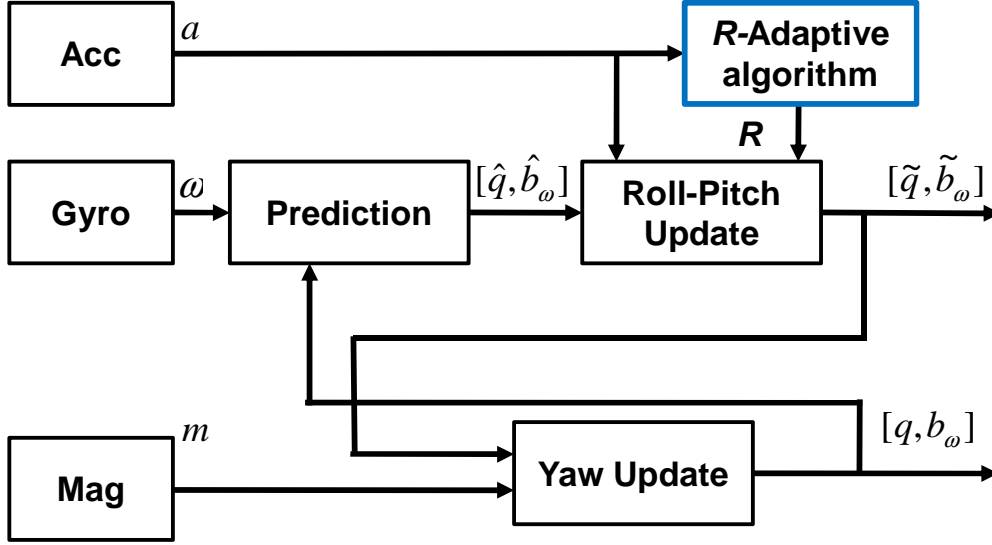 Acc
a
R-Adaptive
algorithm
R
Gyro
ω
Prediction
[q̂, b̂_ω]
Roll-Pitch
Update
[q̃, b̃_ω]
Mag
m
Yaw Update
[q, b_ω]